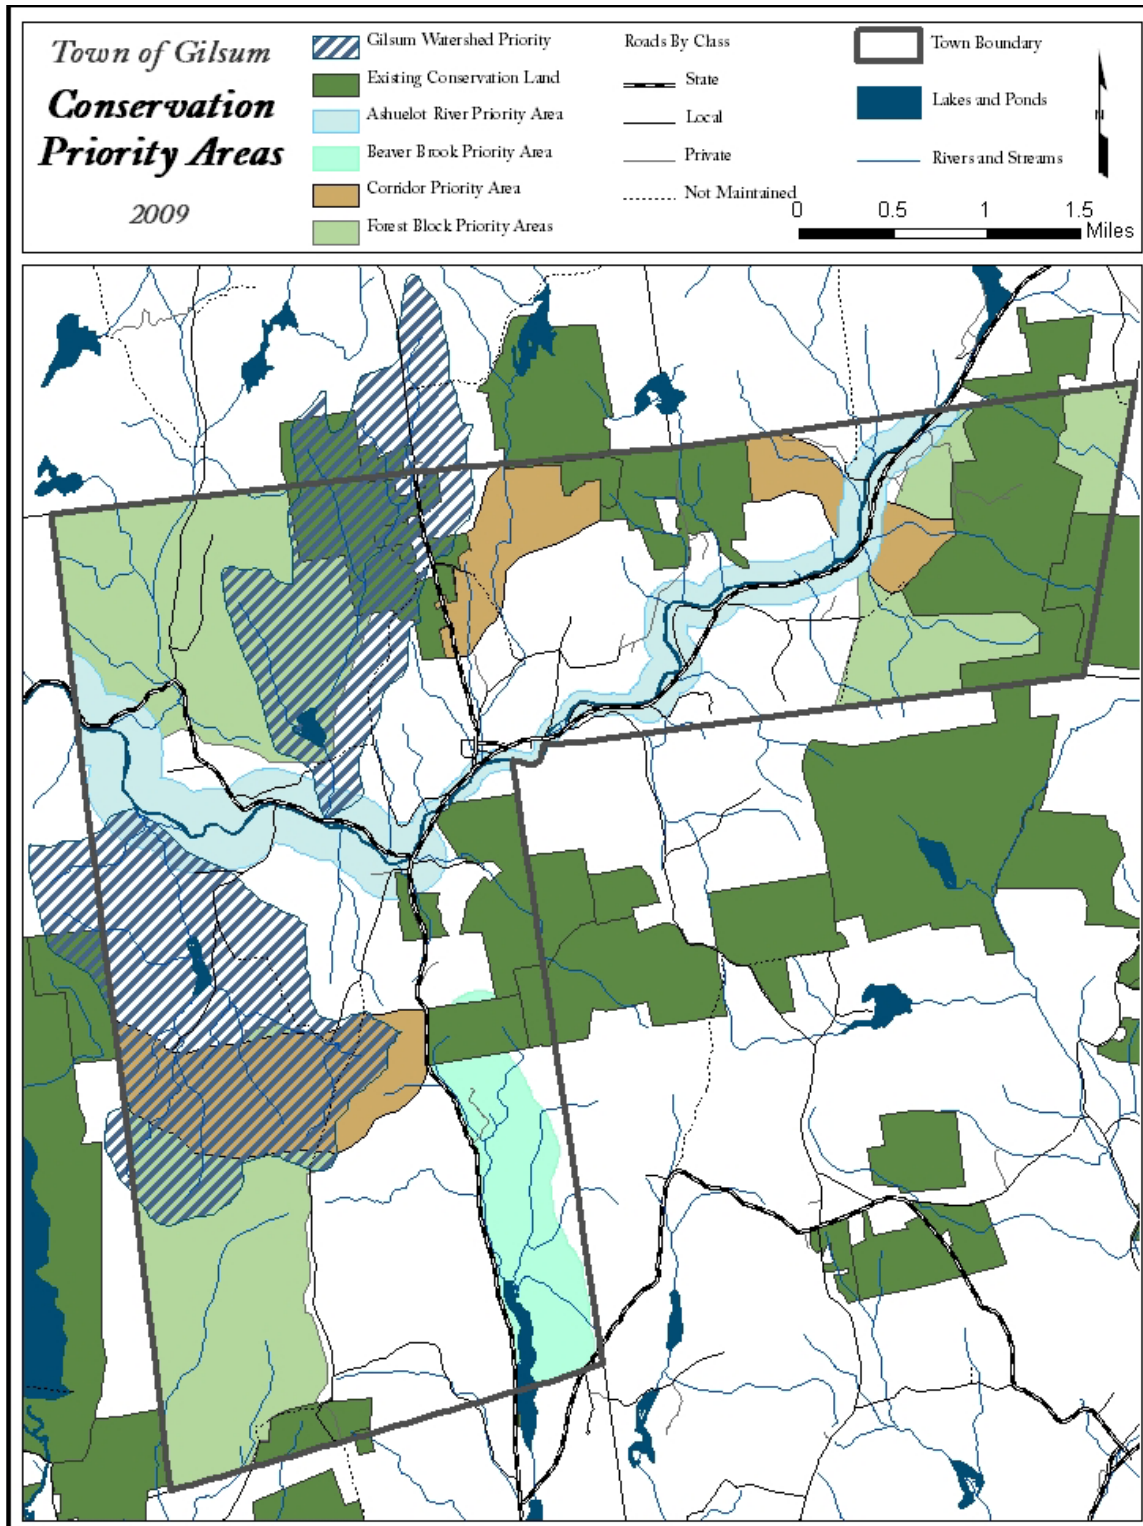 Town of Gilsum
Conservation
Priority Areas
2009
Gilsum Watershed Priority
Existing Conservation Land
Ashuelot River Priority Area
Beaver Brook Priority Area
Corridor Priority Area
Forest Block Priority Areas
Roads By Class
State
Local
Private
Not Maintained
Town Boundary
Lakes and Ponds
Rivers and Streams
N
0 0.5 1 1.5
Miles